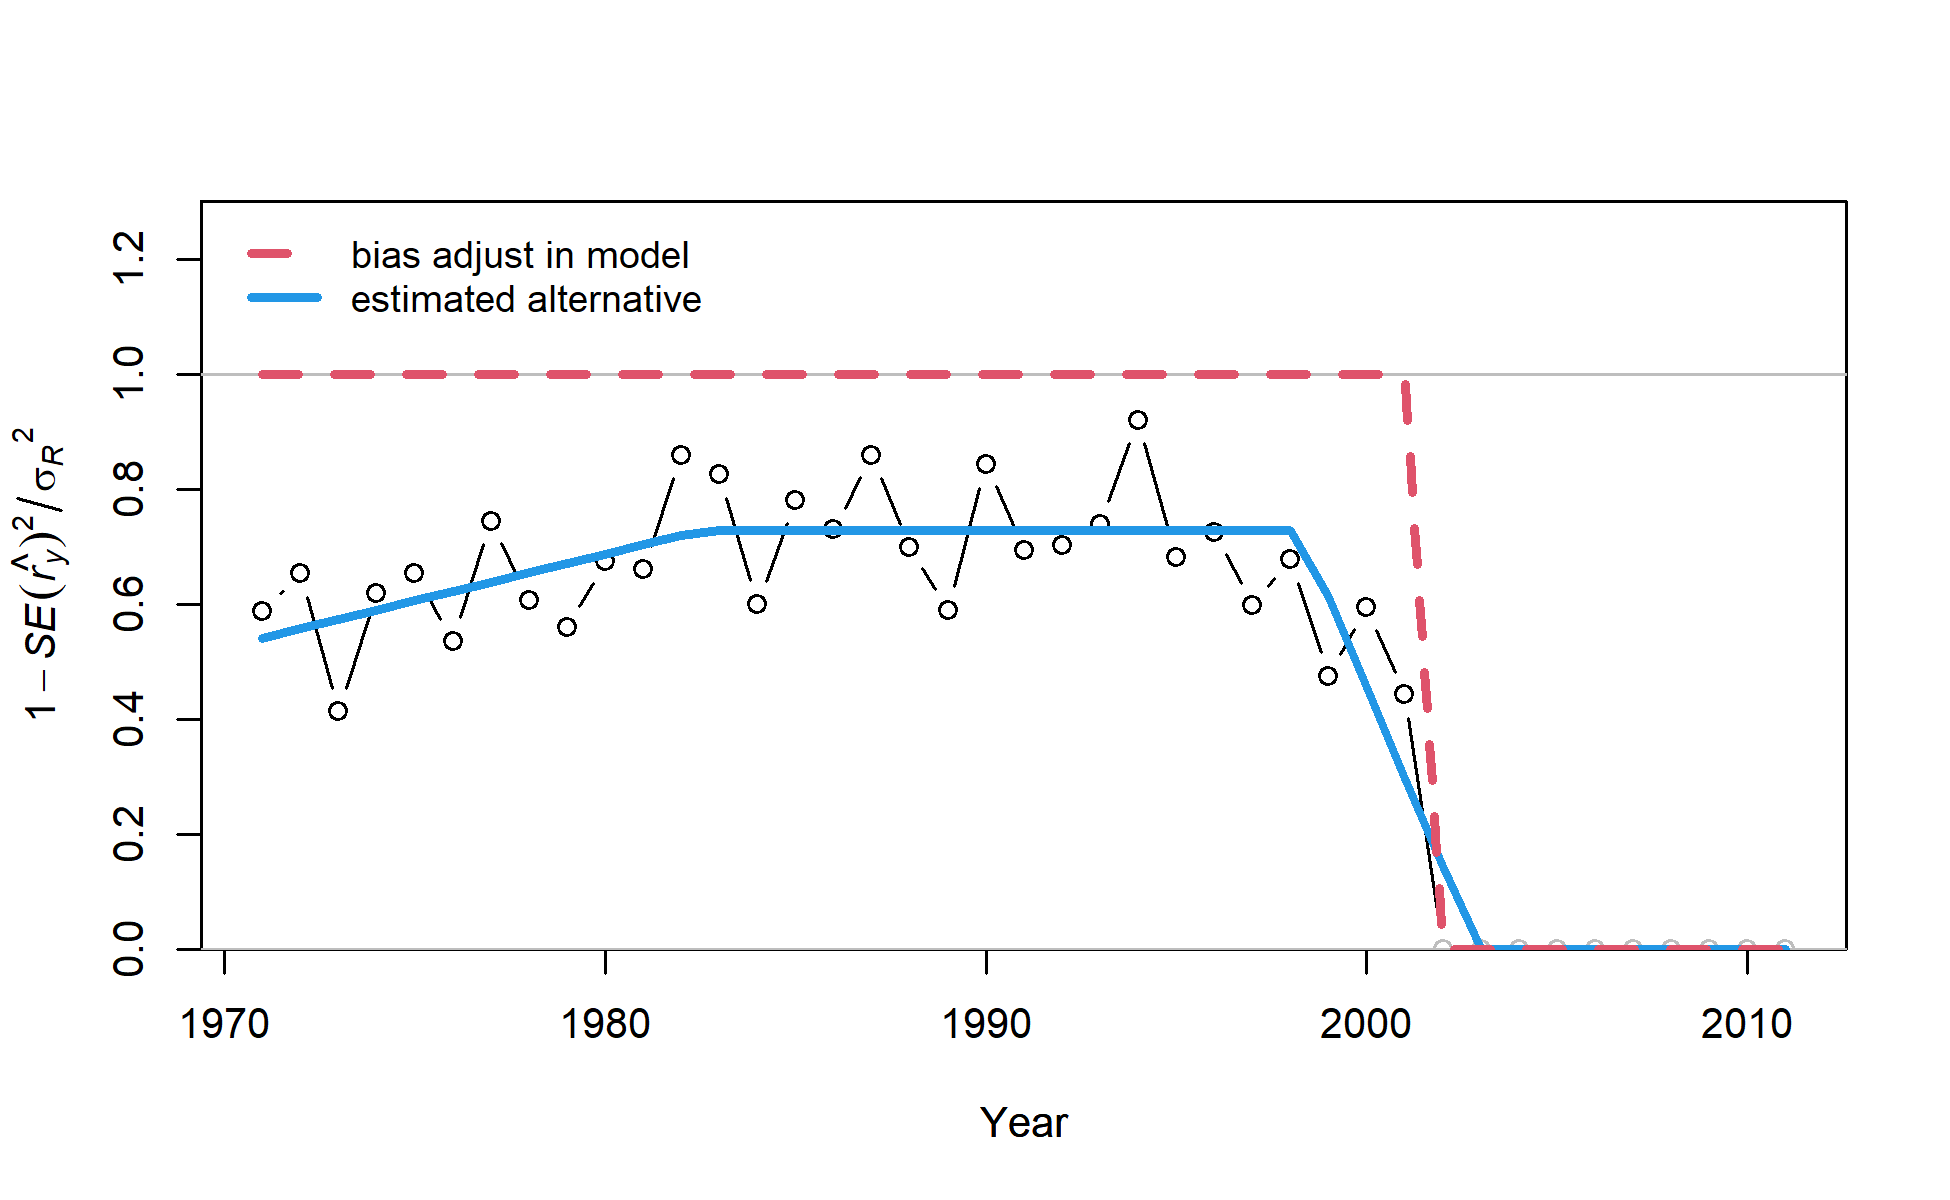 bias adjust in model
estimated alternative
1 − SE(r̂y)² / σR²
1.2
1.0
0.8
0.6
0.4
0.2
0.0
1970 1980 1990 2000 2010
Year